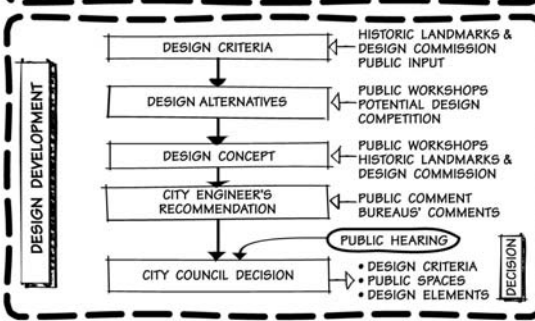 DESIGN DEVELOPMENT
DESIGN CRITERIA
HISTORIC LANDMARKS &
DESIGN COMMISSION
PUBLIC INPUT
DESIGN ALTERNATIVES
PUBLIC WORKSHOPS
POTENTIAL DESIGN
COMPETITION
DESIGN CONCEPT
PUBLIC WORKSHOPS
HISTORIC LANDMARKS &
DESIGN COMMISSION
CITY ENGINEER'S
RECOMMENDATION
PUBLIC COMMENT
BUREAUS' COMMENTS
PUBLIC HEARING
CITY COUNCIL DECISION
• DESIGN CRITERIA
• PUBLIC SPACES
• DESIGN ELEMENTS
DECISION